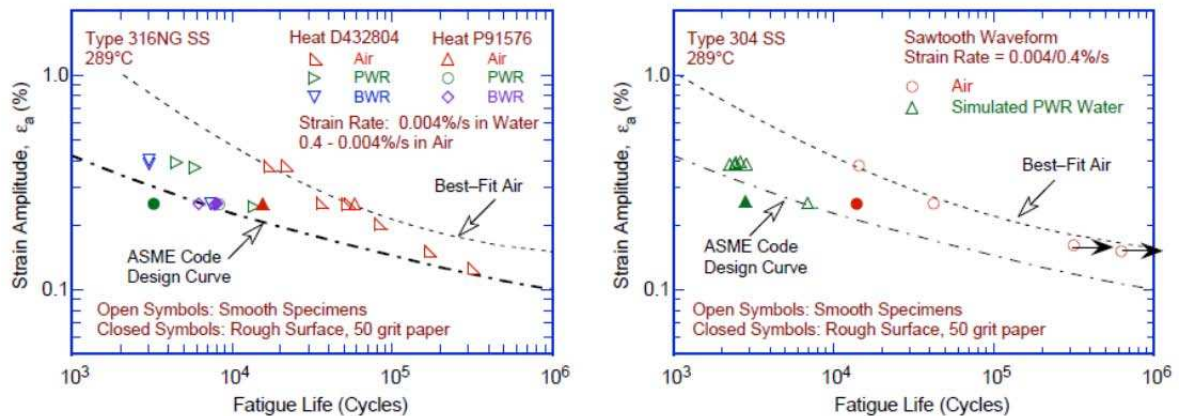 Type 316NG SS
289°C
Heat D432804 Heat P91576
Air Air
PWR PWR
BWR BWR
Strain Rate: 0.004%/s in Water
0.4 - 0.004%/s in Air
Best–Fit Air
ASME Code
Design Curve
Open Symbols: Smooth Specimens
Closed Symbols: Rough Surface, 50 grit paper
Strain Amplitude, εa (%)
1.0
0.1
10³ 10⁴ 10⁵ 10⁶
Fatigue Life (Cycles)
Type 304 SS
289°C
Sawtooth Waveform
Strain Rate = 0.004/0.4%/s
Air
Simulated PWR Water
Best–Fit Air
ASME Code
Design Curve
Open Symbols: Smooth Specimens
Closed Symbols: Rough Surface, 50 grit paper
Strain Amplitude, εa (%)
1.0
0.1
10³ 10⁴ 10⁵ 10⁶
Fatigue Life (Cycles)